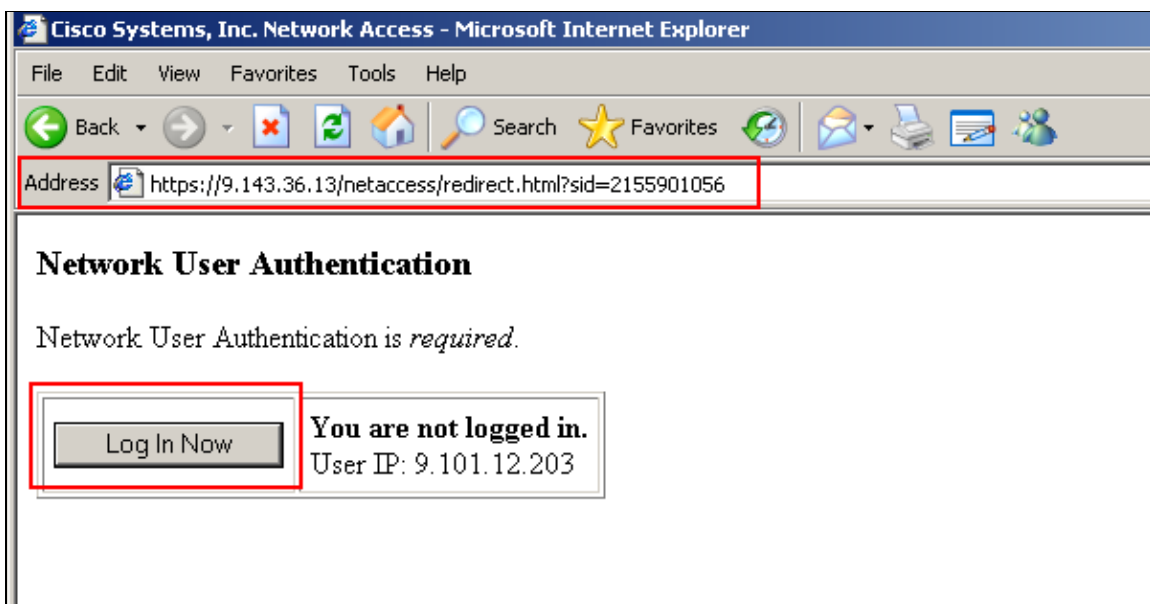 Cisco Systems, Inc. Network Access - Microsoft Internet Explorer
File Edit View Favorites Tools Help
Back Search Favorites
Address https://9.143.36.13/netaccess/redirect.html?sid=2155901056
Network User Authentication
Network User Authentication is required.
Log In Now
You are not logged in.
User IP: 9.101.12.203